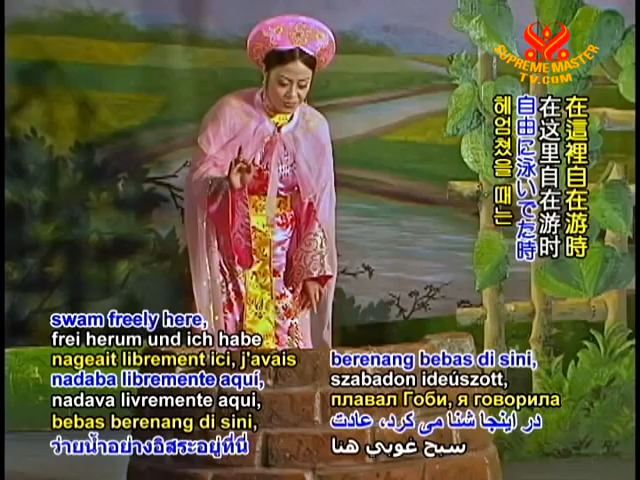 SUPREME MASTER
TV.COM
在這裡自在游時
在这里自在游时
自由に泳いでた時
헤엄쳤을 때는
swam freely here,
frei herum und ich habe
nageait librement ici, j'avais
nadaba libremente aquí,
nadava livremente aqui,
bebas berenang di sini,
ว่ายน้ำอย่างอิสระอยู่ที่นี่
berenang bebas di sini,
szabadon ideúszott,
плавал Гоби, я говорила
در اینجا شنا می کرد، عادت
سبح غوبي هنا